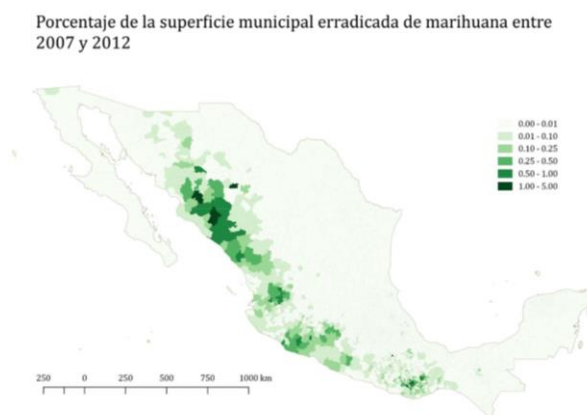 Porcentaje de la superficie municipal erradicada de marihuana entre
2007 y 2012
0.00 - 0.01
0.01 - 0.10
0.10 - 0.25
0.25 - 0.50
0.50 - 1.00
1.00 - 5.00
250 0 250 500 750 1000 km